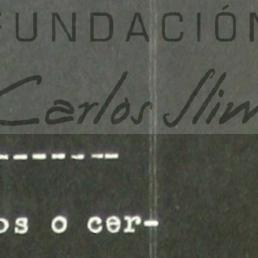 FUNDACIÓN
Carlos Slim
-------
os o cer-